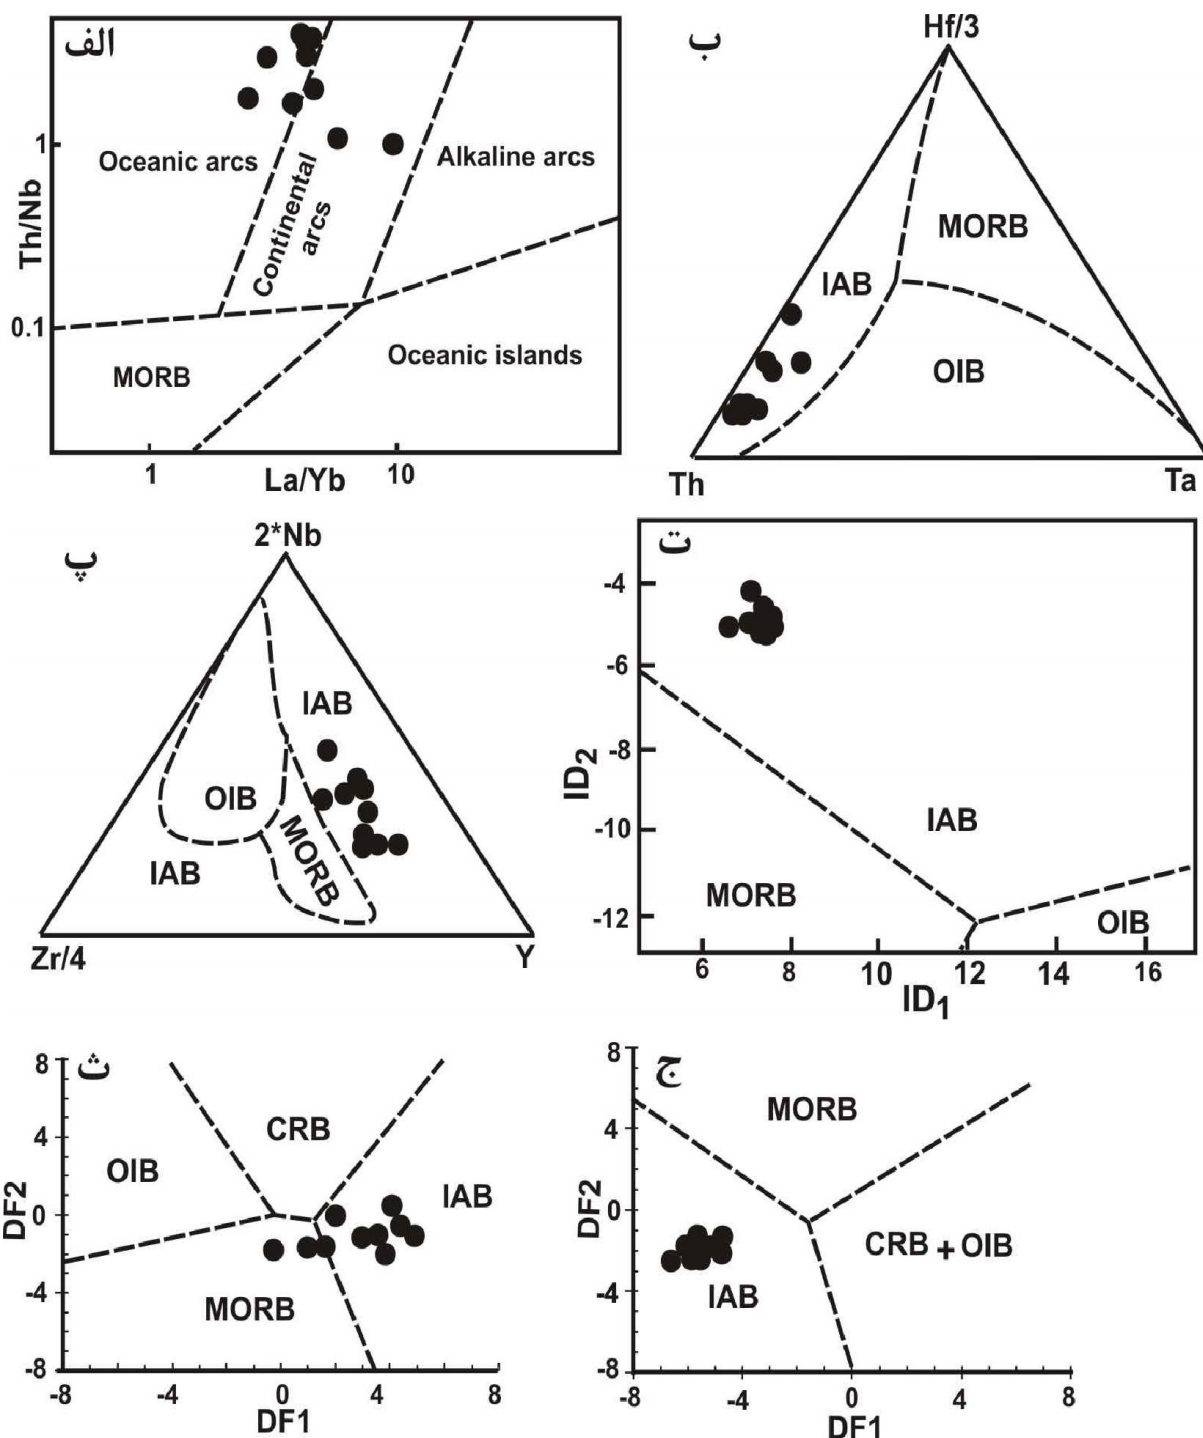 الف
Th/Nb
1
0.1
Oceanic arcs
Continental
arcs
Alkaline arcs
MORB
Oceanic islands
1
10
La/Yb
ب
Hf/3
MORB
IAB
OIB
Th
Ta
پ
2*Nb
IAB
OIB
MORB
IAB
Zr/4
Y
ت
ID2
-4
-6
-8
-10
-12
IAB
MORB
OIB
6
8
10
12
14
16
ID1
ث
DF2
8
4
0
-4
-8
CRB
OIB
IAB
MORB
-8
-4
0
4
8
DF1
ج
DF2
8
4
0
-4
-8
MORB
CRB + OIB
IAB
-8
-4
0
4
8
DF1